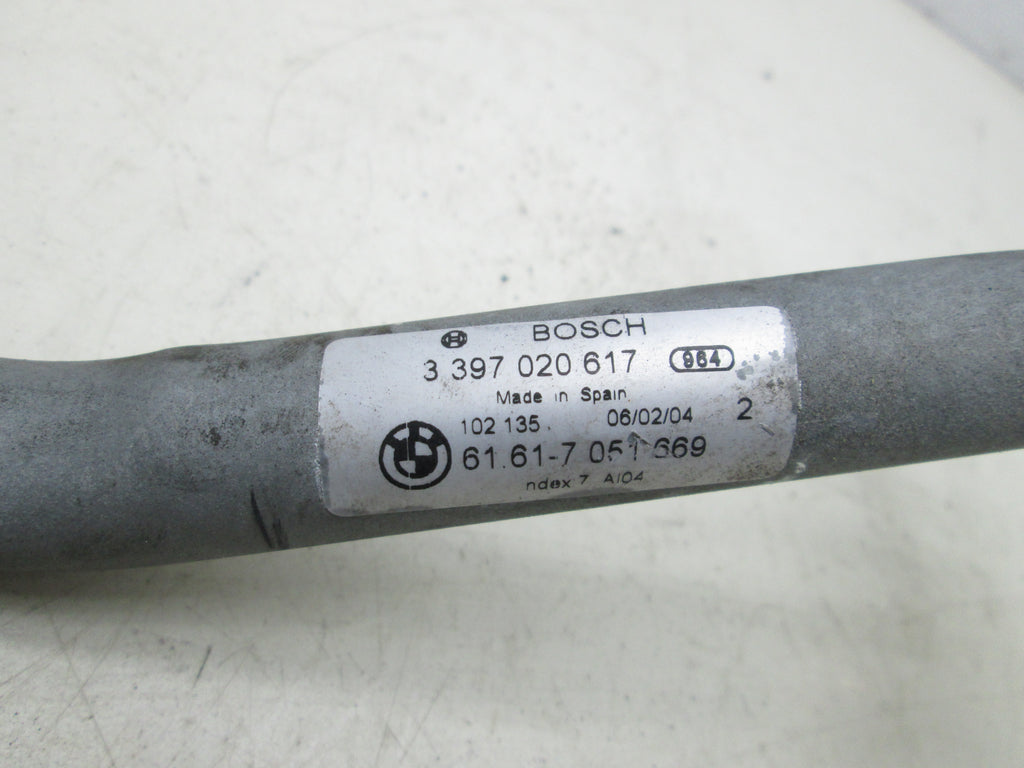 BOSCH
3 397 020 617 964
Made in Spain
102 135 06/02/04 2
61.61-7 051 669
ndex 7 A/04